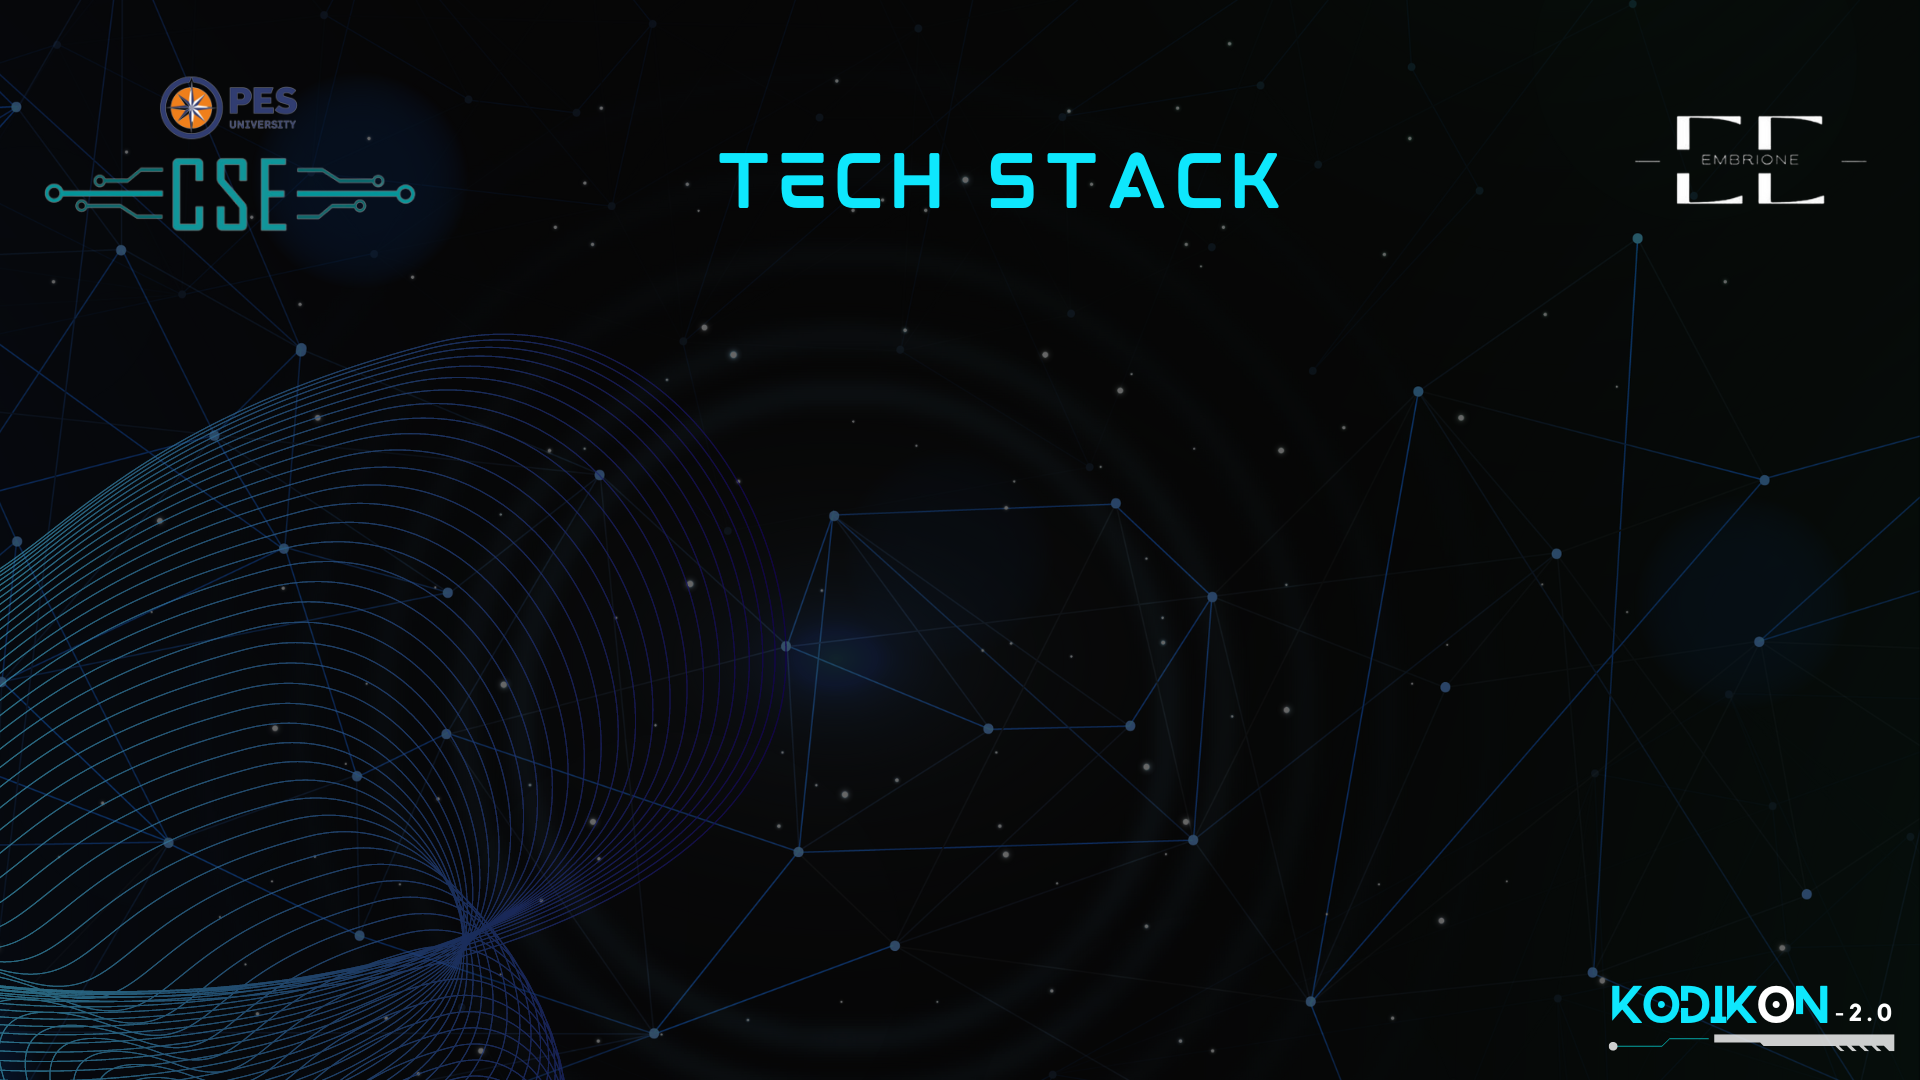 PES
UNIVERSITY
CSE
TECH STACK
EMBRIONE
KODIKON - 2.0